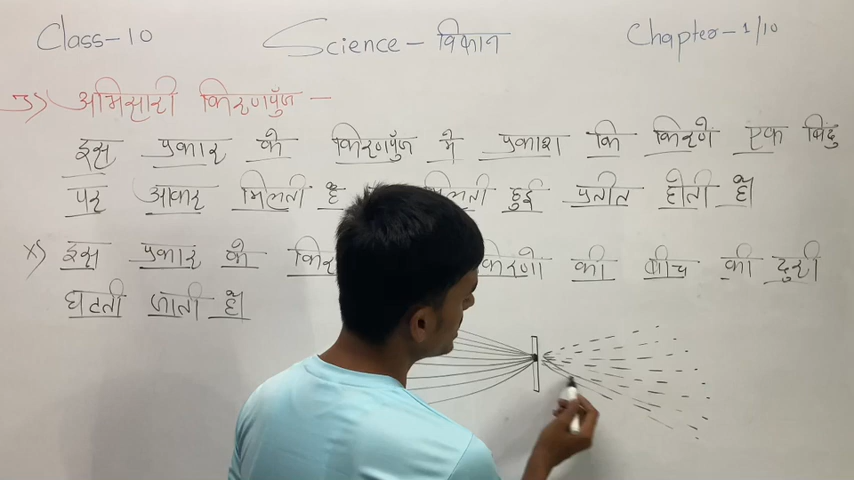 Class-10 Science-विज्ञान Chapter-1/10
अभिसारी किरणपुँज -
इस प्रकार के किरणपुँज मे प्रकाश कि किरणे एक बिंदु
पर आकर मिलती है मिलती हुई प्रतीत होती है।
x) इस प्रकार के किर किरणो की बीच की दुरी
घटती जाती है।